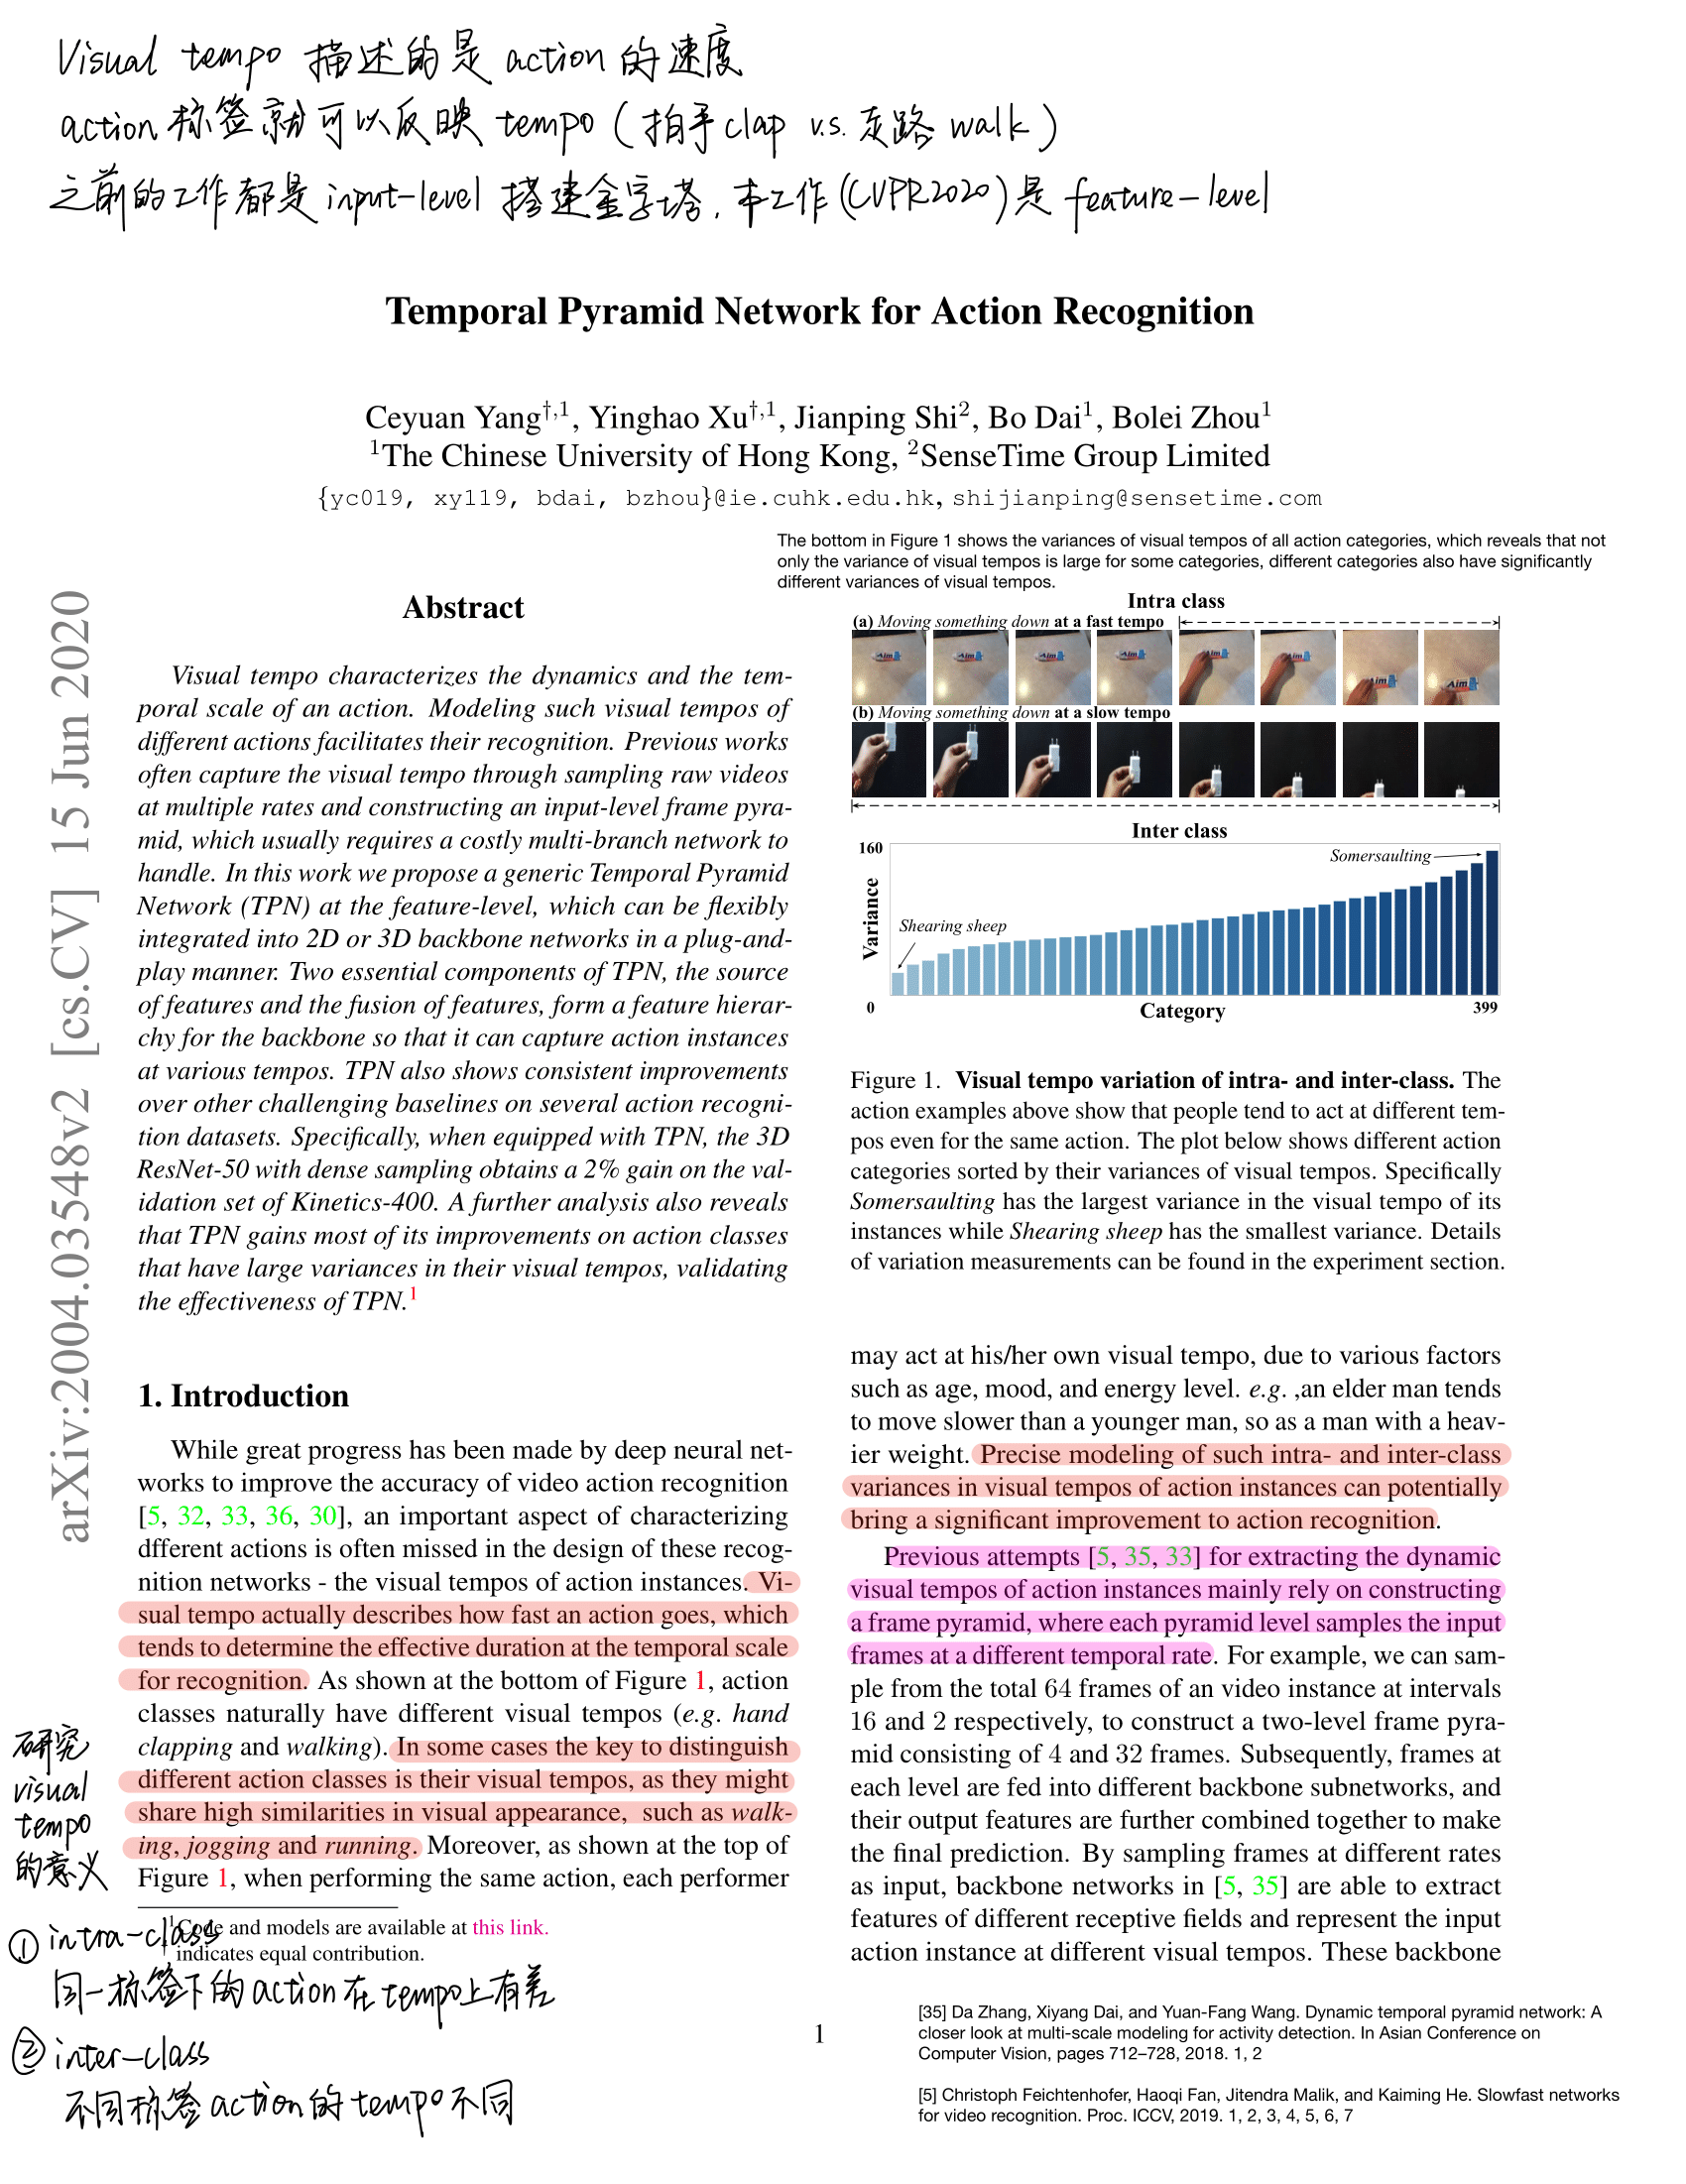 Visual tempo 描述的是 action 的速度
action 标签就可以反映 tempo (拍手 clap v.s. 走路 walk)
之前的工作都是 input-level 搭建金字塔, 本工作 (CVPR2020) 是 feature-level
Temporal Pyramid Network for Action Recognition
Ceyuan Yang†,1, Yinghao Xu†,1, Jianping Shi2, Bo Dai1, Bolei Zhou1
1The Chinese University of Hong Kong, 2SenseTime Group Limited
{yc019, xy119, bdai, bzhou}@ie.cuhk.edu.hk, shijianping@sensetime.com
arXiv:2004.03548v2 [cs.CV] 15 Jun 2020
Abstract
Visual tempo characterizes the dynamics and the tem-
poral scale of an action. Modeling such visual tempos of
different actions facilitates their recognition. Previous works
often capture the visual tempo through sampling raw videos
at multiple rates and constructing an input-level frame pyra-
mid, which usually requires a costly multi-branch network to
handle. In this work we propose a generic Temporal Pyramid
Network (TPN) at the feature-level, which can be flexibly
integrated into 2D or 3D backbone networks in a plug-and-
play manner. Two essential components of TPN, the source
of features and the fusion of features, form a feature hierar-
chy for the backbone so that it can capture action instances
at various tempos. TPN also shows consistent improvements
over other challenging baselines on several action recogni-
tion datasets. Specifically, when equipped with TPN, the 3D
ResNet-50 with dense sampling obtains a 2% gain on the val-
idation set of Kinetics-400. A further analysis also reveals
that TPN gains most of its improvements on action classes
that have large variances in their visual tempos, validating
the effectiveness of TPN.1
1. Introduction
While great progress has been made by deep neural net-
works to improve the accuracy of video action recognition
[5, 32, 33, 36, 30], an important aspect of characterizing
dfferent actions is often missed in the design of these recog-
nition networks - the visual tempos of action instances. Vi-
sual tempo actually describes how fast an action goes, which
tends to determine the effective duration at the temporal scale
for recognition. As shown at the bottom of Figure 1, action
classes naturally have different visual tempos (e.g. hand
clapping and walking). In some cases the key to distinguish
different action classes is their visual tempos, as they might
share high similarities in visual appearance, such as walk-
ing, jogging and running. Moreover, as shown at the top of
Figure 1, when performing the same action, each performer
研究
visual
tempo
的意义
1Code and models are available at this link.
indicates equal contribution.
① intra-class
同一标签下的 action 在 tempo 上有差
② inter-class
不同标签 action 的 tempo 不同
The bottom in Figure 1 shows the variances of visual tempos of all action categories, which reveals that not
only the variance of visual tempos is large for some categories, different categories also have significantly
different variances of visual tempos.
Intra class
(a) Moving something down at a fast tempo
(b) Moving something down at a slow tempo
Inter class
160
Somersaulting
Variance
Shearing sheep
0
Category
399
Figure 1. Visual tempo variation of intra- and inter-class. The
action examples above show that people tend to act at different tem-
pos even for the same action. The plot below shows different action
categories sorted by their variances of visual tempos. Specifically
Somersaulting has the largest variance in the visual tempo of its
instances while Shearing sheep has the smallest variance. Details
of variation measurements can be found in the experiment section.
may act at his/her own visual tempo, due to various factors
such as age, mood, and energy level. e.g. ,an elder man tends
to move slower than a younger man, so as a man with a heav-
ier weight. Precise modeling of such intra- and inter-class
variances in visual tempos of action instances can potentially
bring a significant improvement to action recognition.
Previous attempts [5, 35, 33] for extracting the dynamic
visual tempos of action instances mainly rely on constructing
a frame pyramid, where each pyramid level samples the input
frames at a different temporal rate. For example, we can sam-
ple from the total 64 frames of an video instance at intervals
16 and 2 respectively, to construct a two-level frame pyra-
mid consisting of 4 and 32 frames. Subsequently, frames at
each level are fed into different backbone subnetworks, and
their output features are further combined together to make
the final prediction. By sampling frames at different rates
as input, backbone networks in [5, 35] are able to extract
features of different receptive fields and represent the input
action instance at different visual tempos. These backbone
1
[35] Da Zhang, Xiyang Dai, and Yuan-Fang Wang. Dynamic temporal pyramid network: A
closer look at multi-scale modeling for activity detection. In Asian Conference on
Computer Vision, pages 712–728, 2018. 1, 2
[5] Christoph Feichtenhofer, Haoqi Fan, Jitendra Malik, and Kaiming He. Slowfast networks
for video recognition. Proc. ICCV, 2019. 1, 2, 3, 4, 5, 6, 7